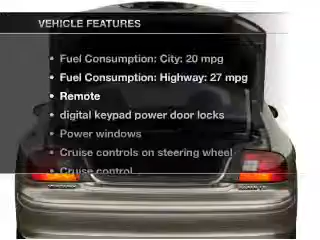 VEHICLE FEATURES
• Fuel Consumption: City: 20 mpg
• Fuel Consumption: Highway: 27 mpg
• Remote
• digital keypad power door locks
• Power windows
• Cruise controls on steering wheel
• Cruise control